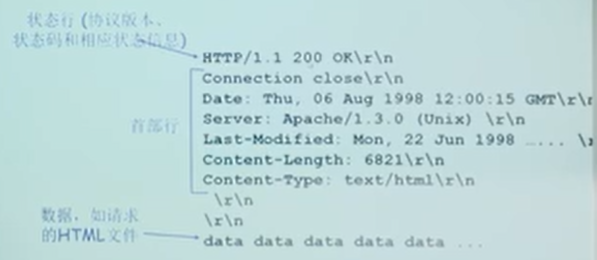 状态行 (协议版本、
状态码和相应状态信息)
HTTP/1.1 200 OK\r\n
Connection close\r\n
Date: Thu, 06 Aug 1998 12:00:15 GMT\r\n
Server: Apache/1.3.0 (Unix) \r\n
首部行
Last-Modified: Mon, 22 Jun 1998 ..... \r
Content-Length: 6821\r\n
Content-Type: text/html\r\n
\r\n
数据, 如请求
的HTML文件
\r\n
data data data data data ...